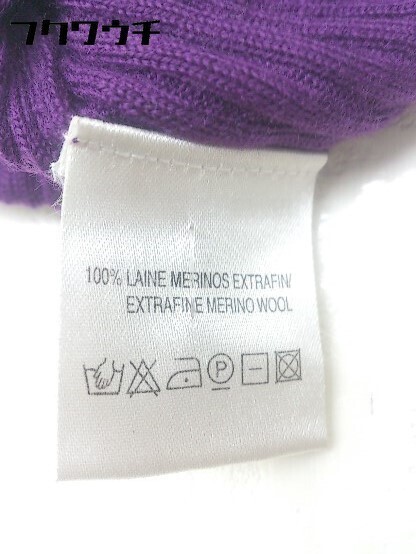 フクワウチ
100% LAINE MERINOS EXTRAFIN/
EXTRAFINE MERINO WOOL
P